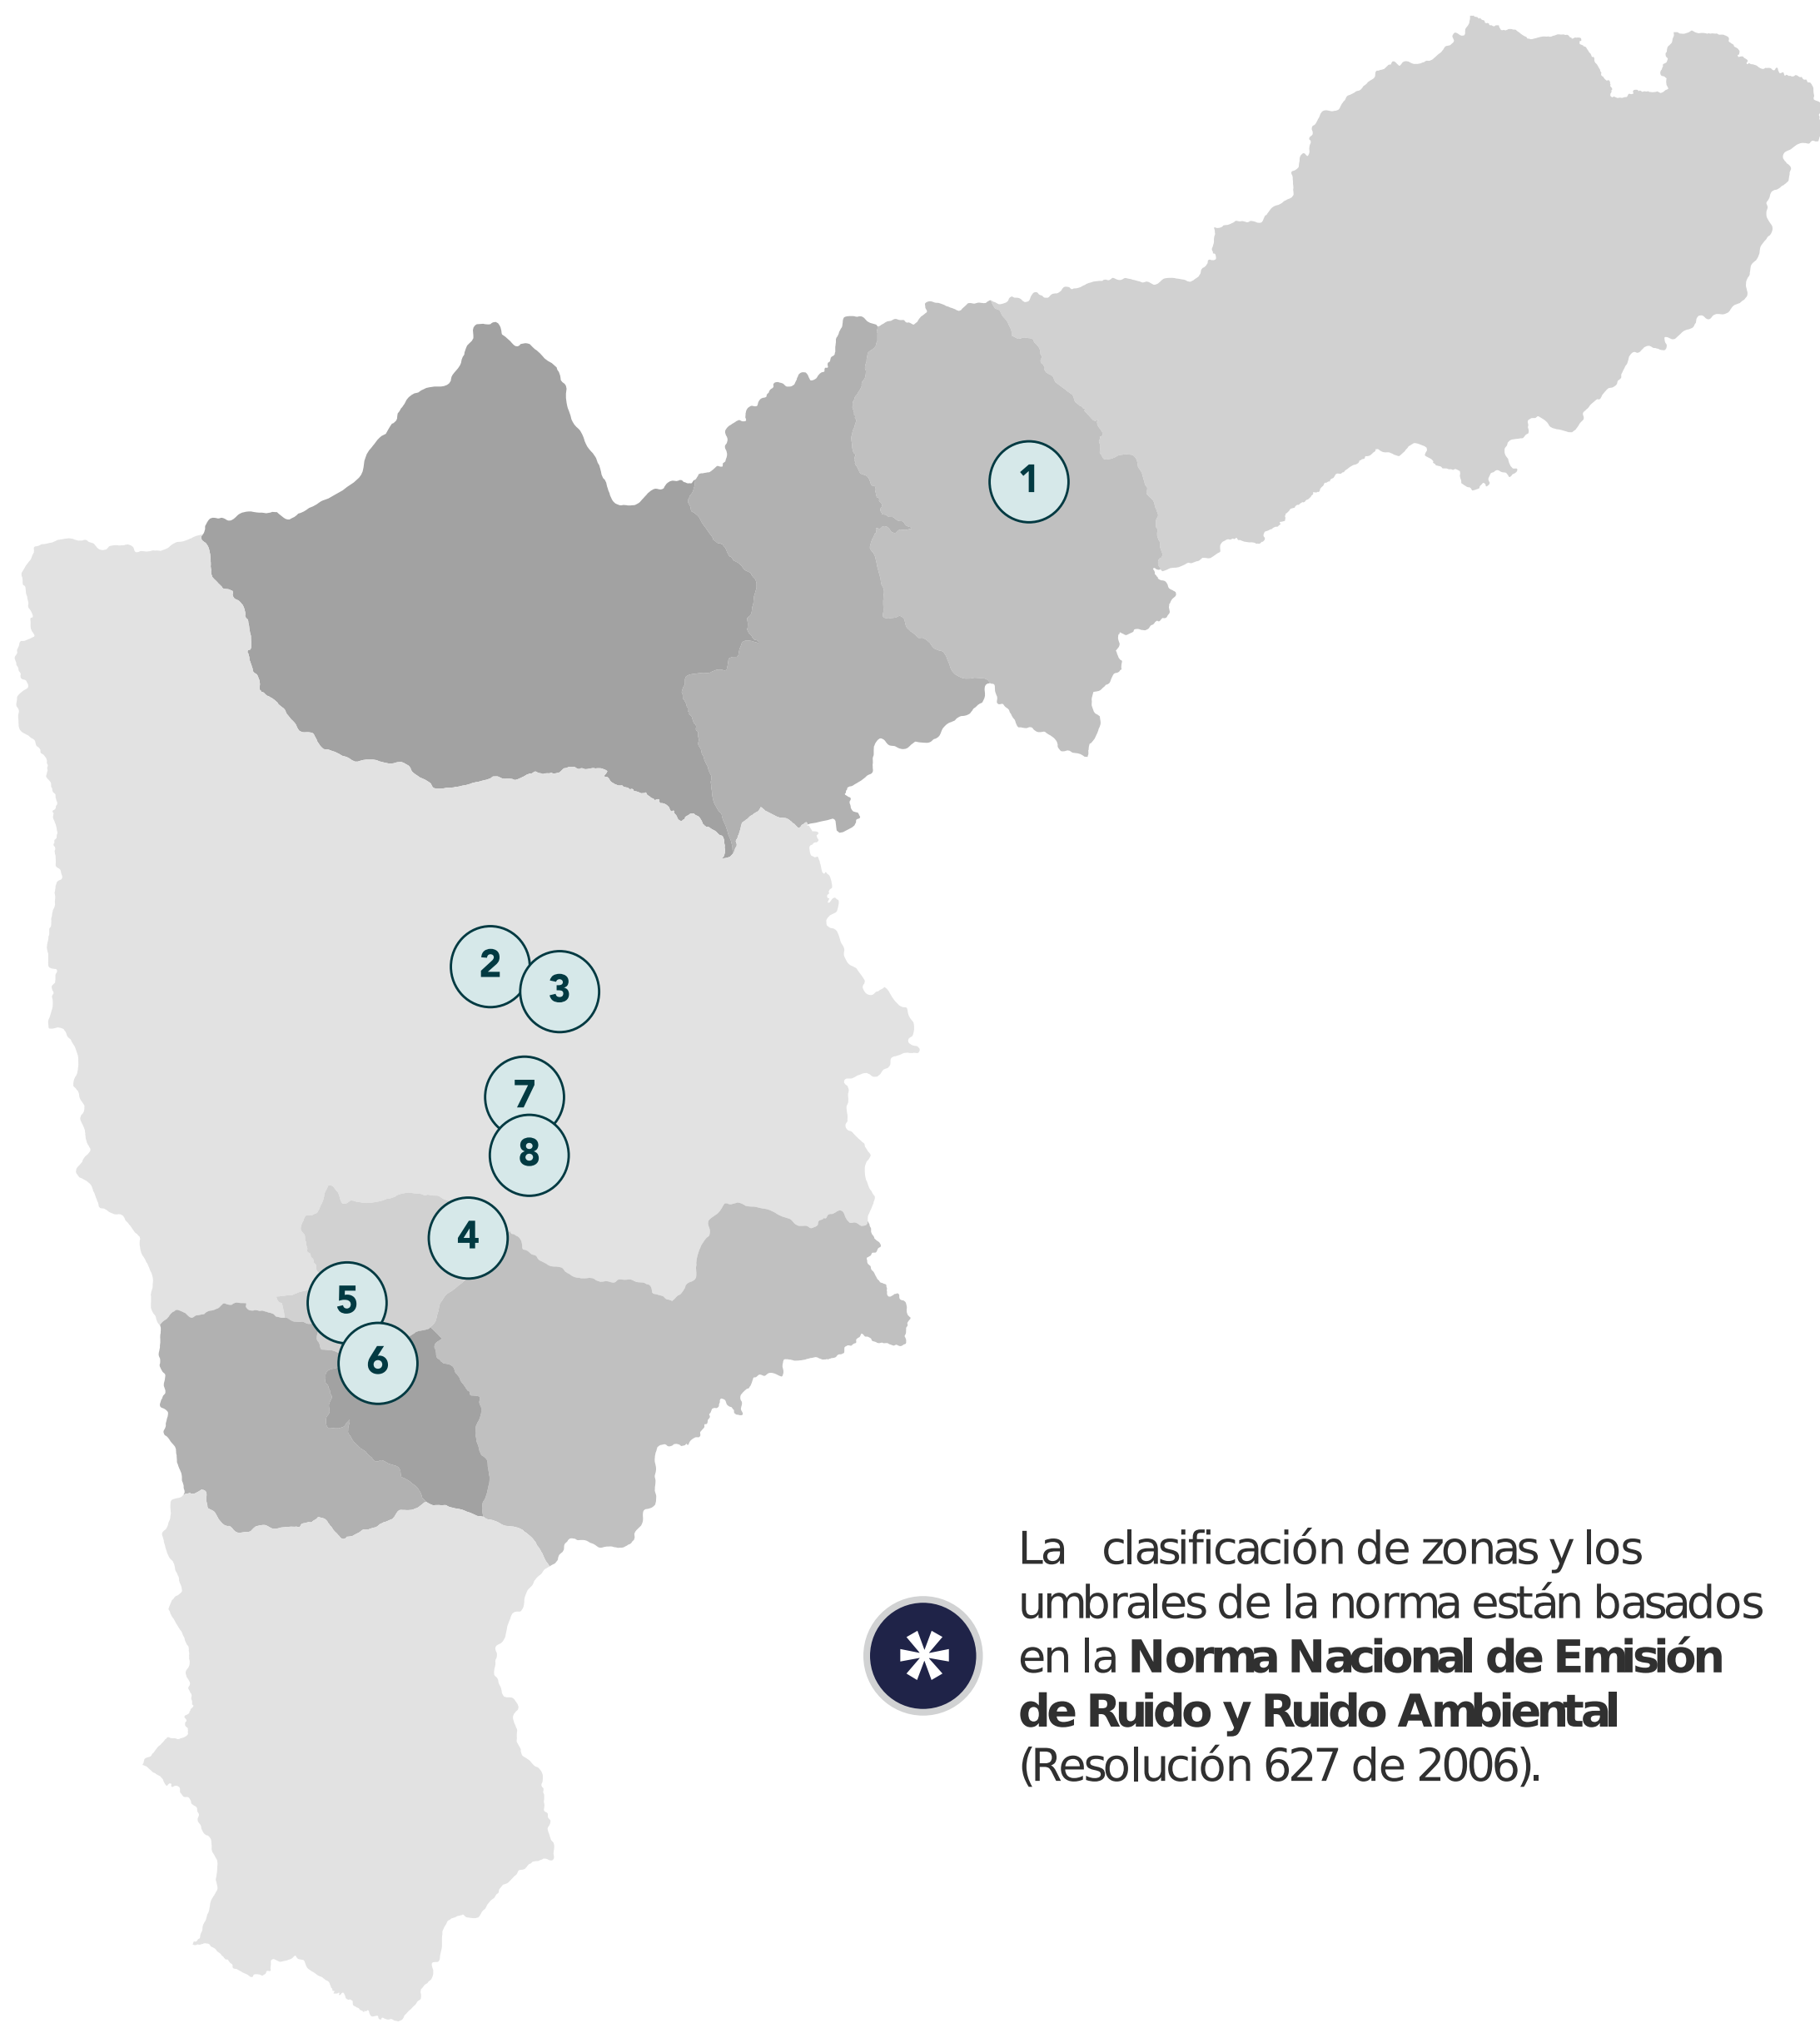 1
2
3
7
8
4
5
6
La clasificación de zonas y los
umbrales de la norma están basados
en la Norma Nacional de Emisión
de Ruido y Ruido Ambiental
(Resolución 627 de 2006).